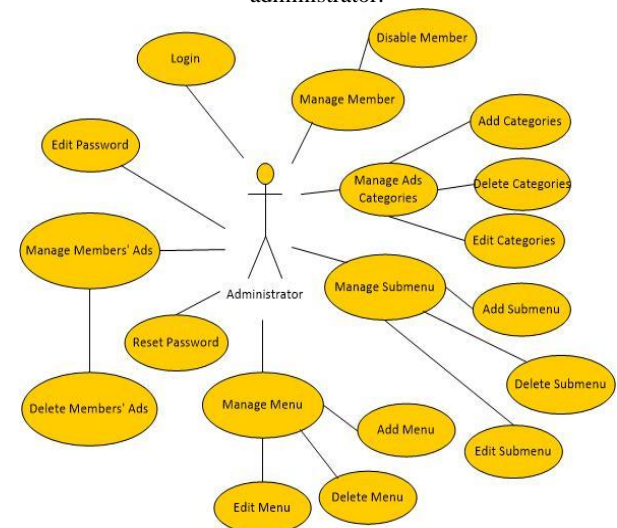 administrator.
Disable Member
Login
Manage Member
Add Categories
Edit Password
Manage Ads
Categories
Delete Categories
Edit Categories
Manage Members' Ads
Manage Submenu
Administrator
Add Submenu
Reset Password
Delete Submenu
Delete Members' Ads
Manage Menu
Add Menu
Edit Submenu
Delete Menu
Edit Menu